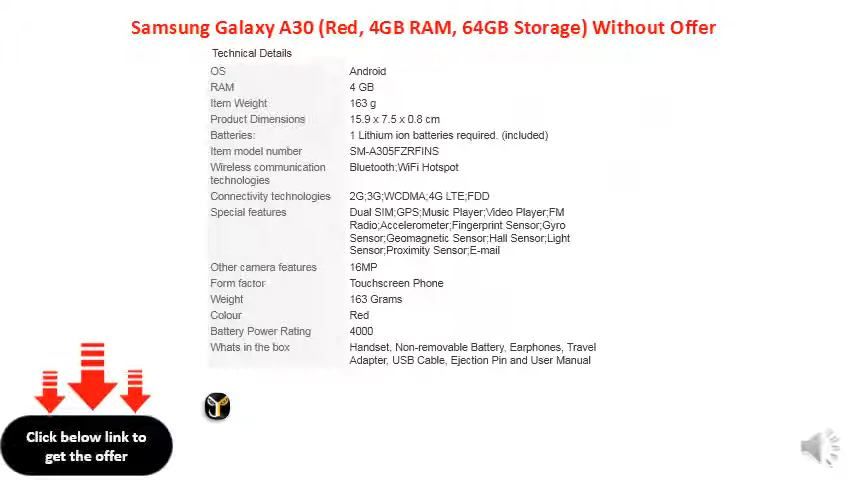 Samsung Galaxy A30 (Red, 4GB RAM, 64GB Storage) Without Offer
Technical Details
OS Android
RAM 4 GB
Item Weight 163 g
Product Dimensions 15.9 x 7.5 x 0.8 cm
Batteries: 1 Lithium ion batteries required. (included)
Item model number SM-A305FZRFINS
Wireless communication Bluetooth;WiFi Hotspot
technologies
Connectivity technologies 2G;3G;WCDMA;4G LTE;FDD
Special features Dual SIM;GPS;Music Player;Video Player;FM
Radio;Accelerometer;Fingerprint Sensor;Gyro
Sensor;Geomagnetic Sensor;Hall Sensor;Light
Sensor;Proximity Sensor;E-mail
Other camera features 16MP
Form factor Touchscreen Phone
Weight 163 Grams
Colour Red
Battery Power Rating 4000
Whats in the box Handset, Non-removable Battery, Earphones, Travel
Adapter, USB Cable, Ejection Pin and User Manual
Click below link to
get the offer